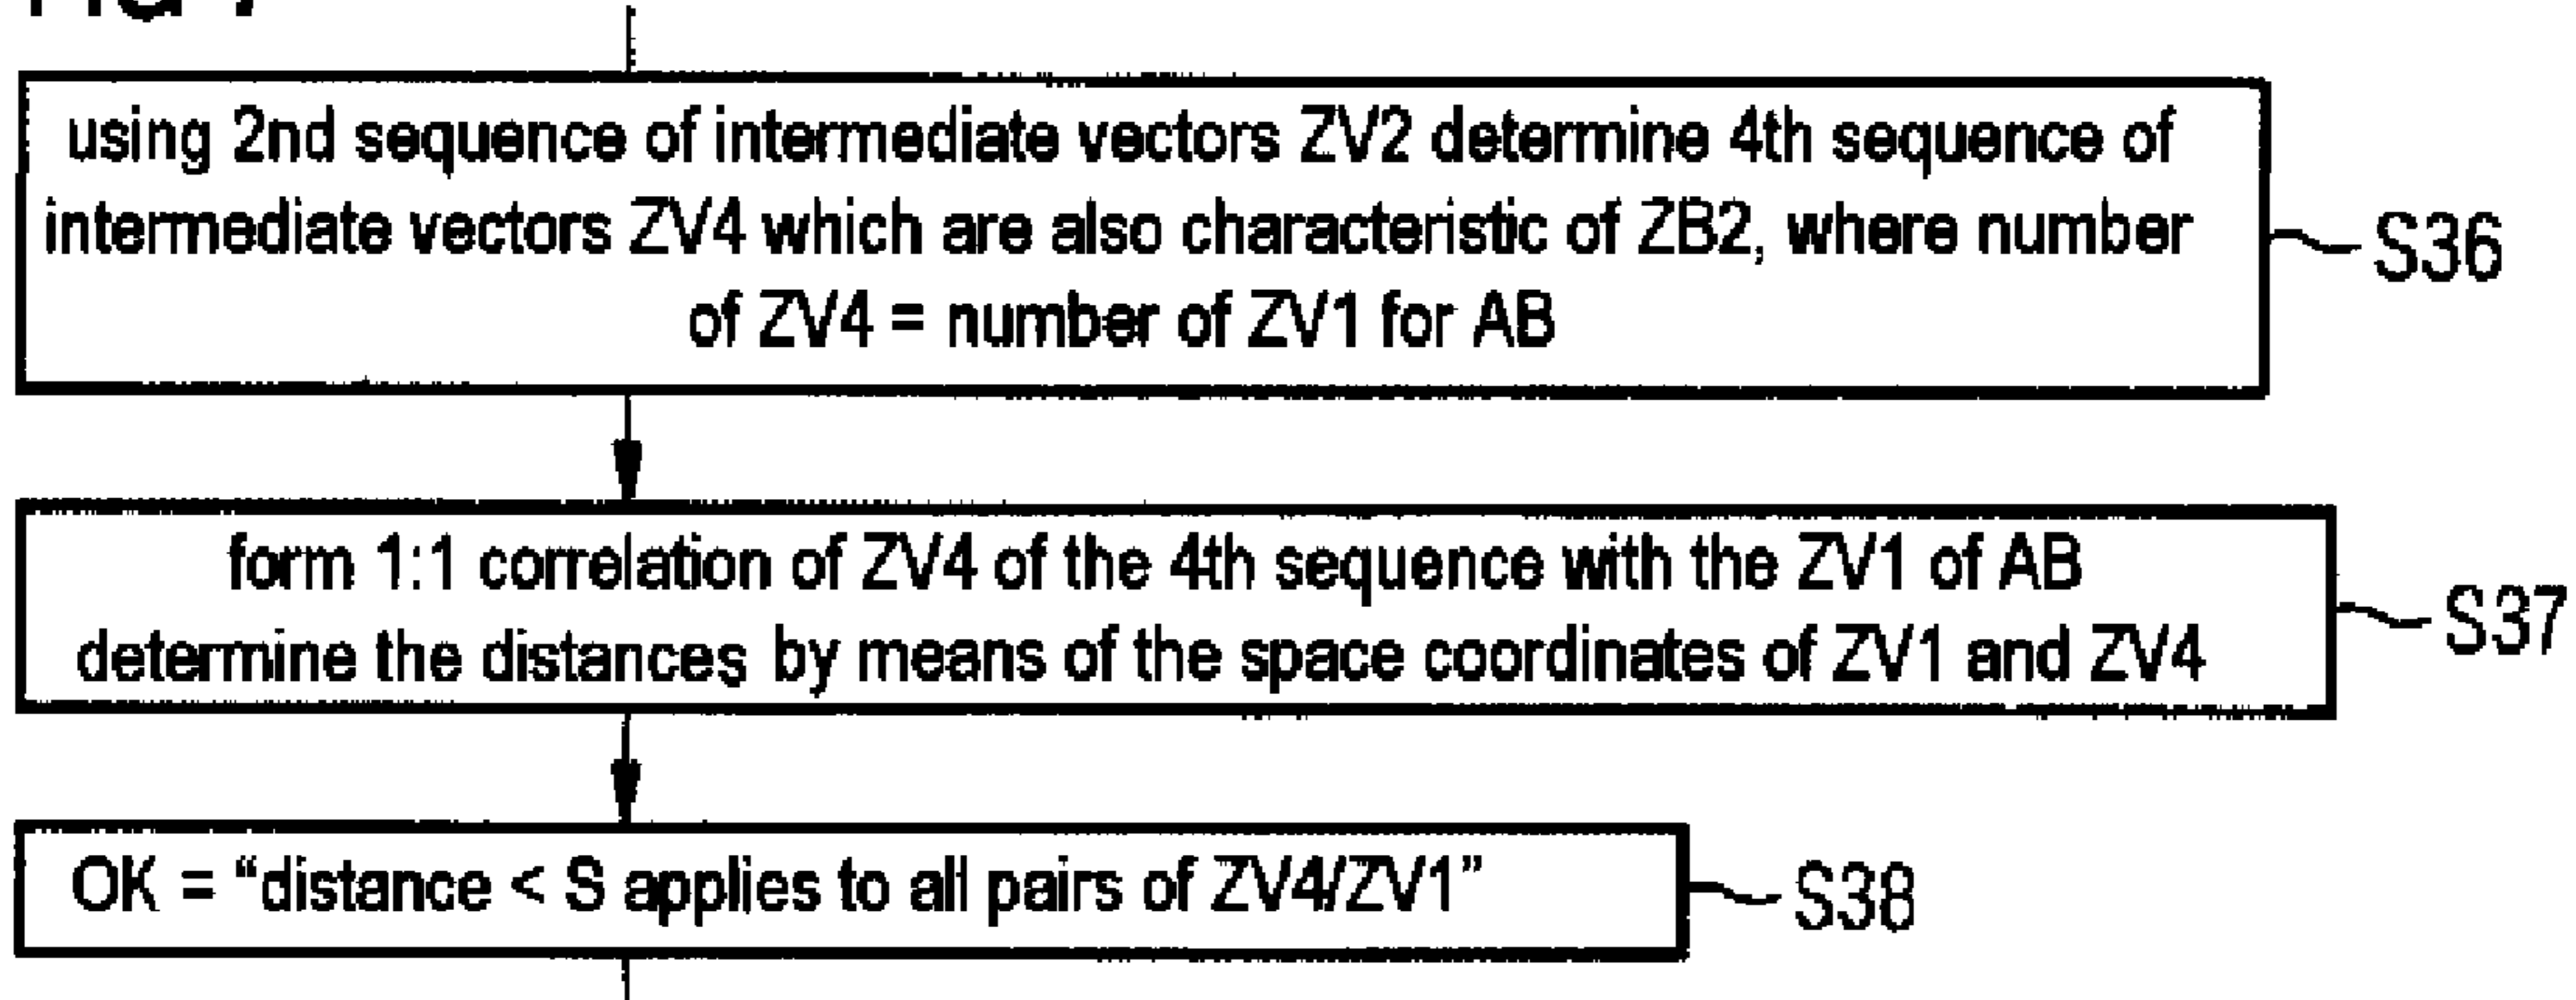 using 2nd sequence of intermediate vectors ZV2 determine 4th sequence of
intermediate vectors ZV4 which are also characteristic of ZB2, where number
of ZV4 = number of ZV1 for AB
S36
form 1:1 correlation of ZV4 of the 4th sequence with the ZV1 of AB
determine the distances by means of the space coordinates of ZV1 and ZV4
S37
OK = “distance < S applies to all pairs of ZV4/ZV1”
S38